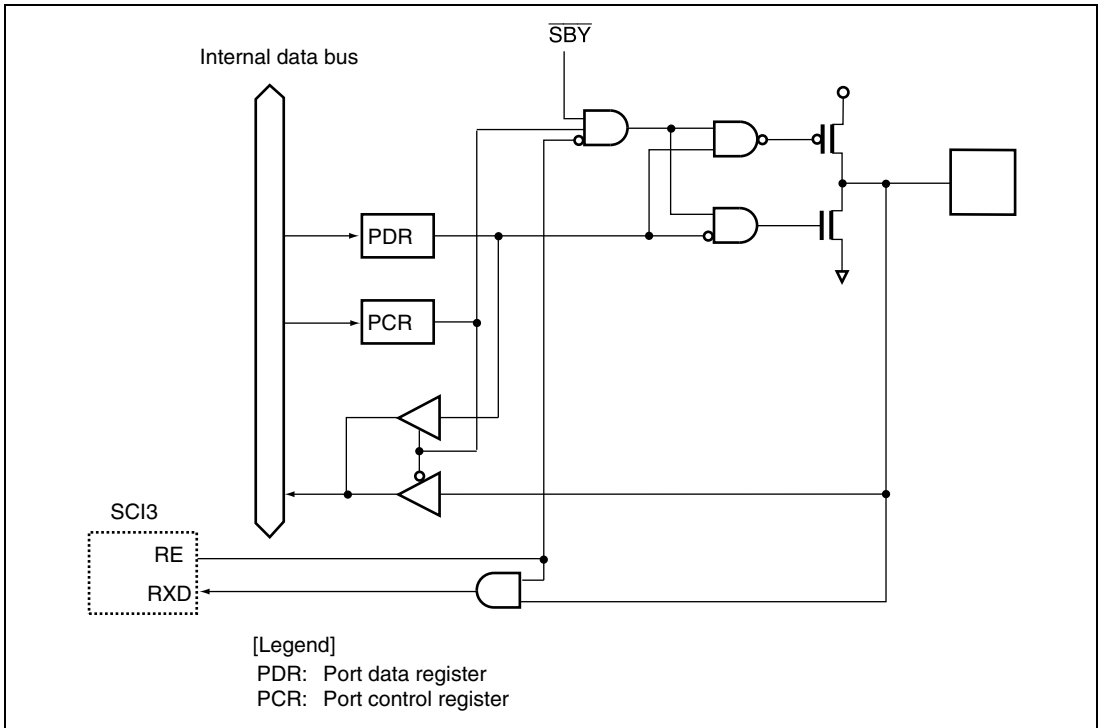 SBY
Internal data bus
PDR
PCR
SCI3
RE
RXD
[Legend]
PDR: Port data register
PCR: Port control register